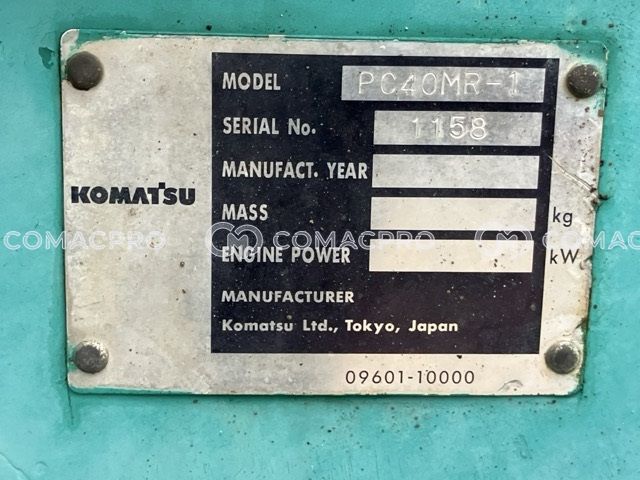 MODEL PC40MR-1
SERIAL No. 1158
MANUFACT. YEAR
KOMATSU
MASS kg
COMACPRO COMACPRO COMACPRO
ENGINE POWER kW
MANUFACTURER
Komatsu Ltd., Tokyo, Japan
09601-10000